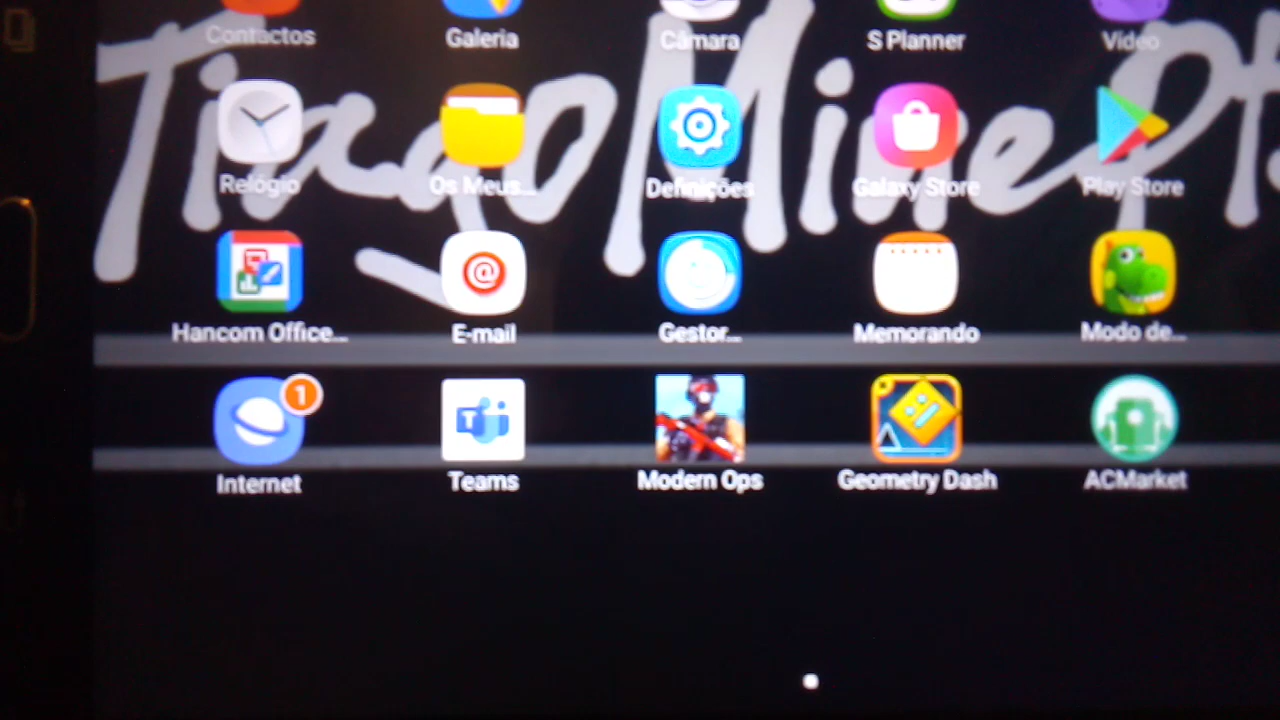 Contactos Galeria Câmara S Planner Vídeo
TiagoMinePt
Relógio Os Meus... Definições Galaxy Store Play Store
Hancom Office... E-mail Gestor... Memorando Modo de...
1
Internet Teams Modern Ops Geometry Dash ACMarket